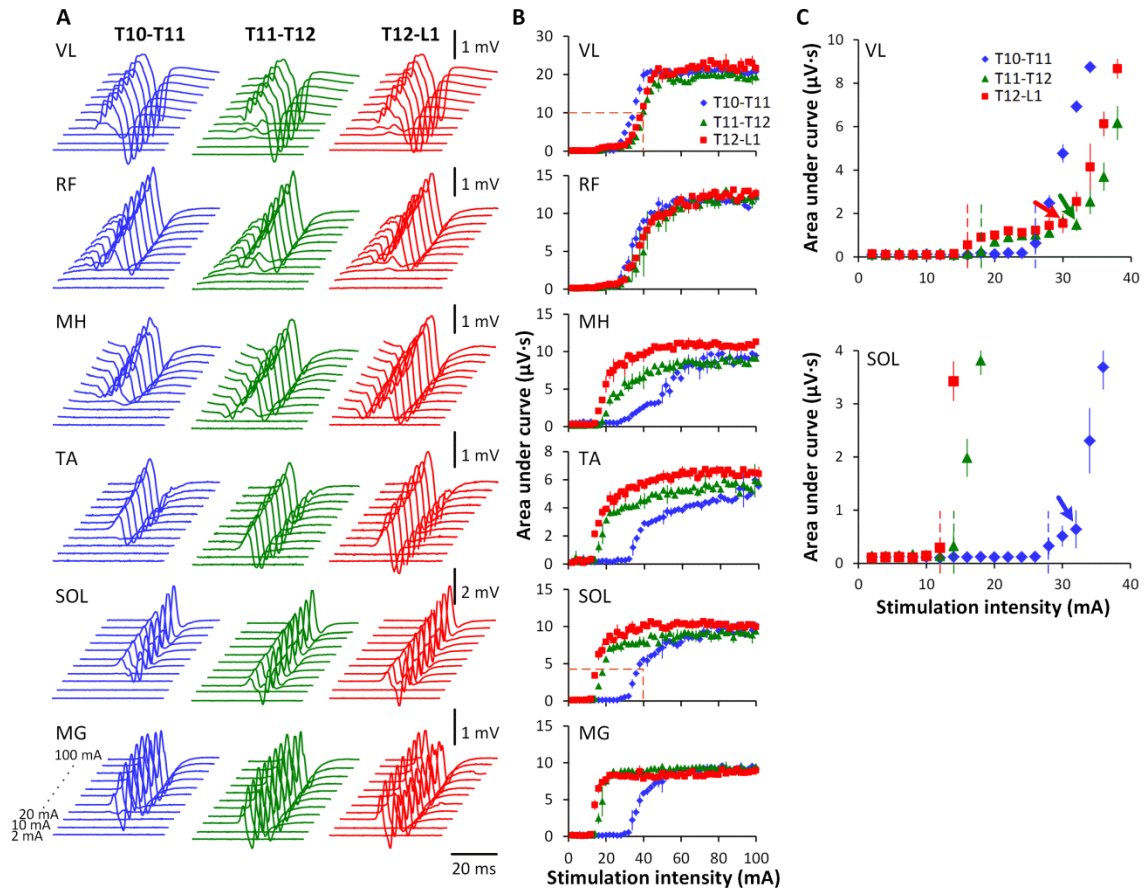 A
T10-T11 T11-T12 T12-L1
VL
1 mV
RF
1 mV
MH
1 mV
TA
1 mV
SOL
2 mV
MG
1 mV
100 mA
20 mA
10 mA
2 mA
20 ms
B
Area under curve (µV·s)
VL
30
20
10
0
T10-T11
T11-T12
T12-L1
RF
15
10
5
0
MH
15
10
5
0
TA
8
6
4
2
0
SOL
15
10
5
0
MG
15
10
5
0
0 20 40 60 80 100
Stimulation intensity (mA)
C
VL
Area under curve (µV·s)
10
8
6
4
2
0
T10-T11
T11-T12
T12-L1
0 10 20 30 40
SOL
Area under curve (µV·s)
4
3
2
1
0
0 10 20 30 40
Stimulation intensity (mA)